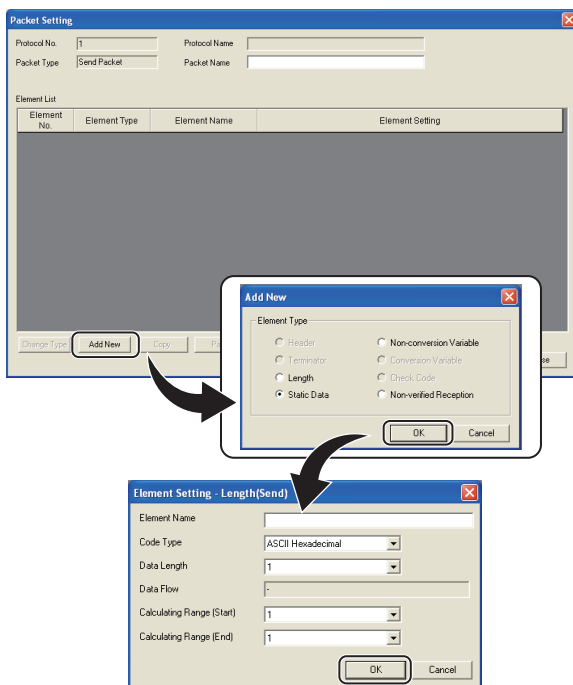 Packet Setting
Protocol No. 1 Protocol Name
Packet Type Send Packet Packet Name
Element List
Element No. Element Type Element Name Element Setting
Change Type Add New Copy
Add New
Element Type
Header Non-conversion Variable
Terminator Conversion Variable
Length Check Code
Static Data Non-verified Reception
OK Cancel
Element Setting - Length(Send)
Element Name
Code Type ASCII Hexadecimal
Data Length 1
Data Flow -
Calculating Range (Start) 1
Calculating Range (End) 1
OK Cancel